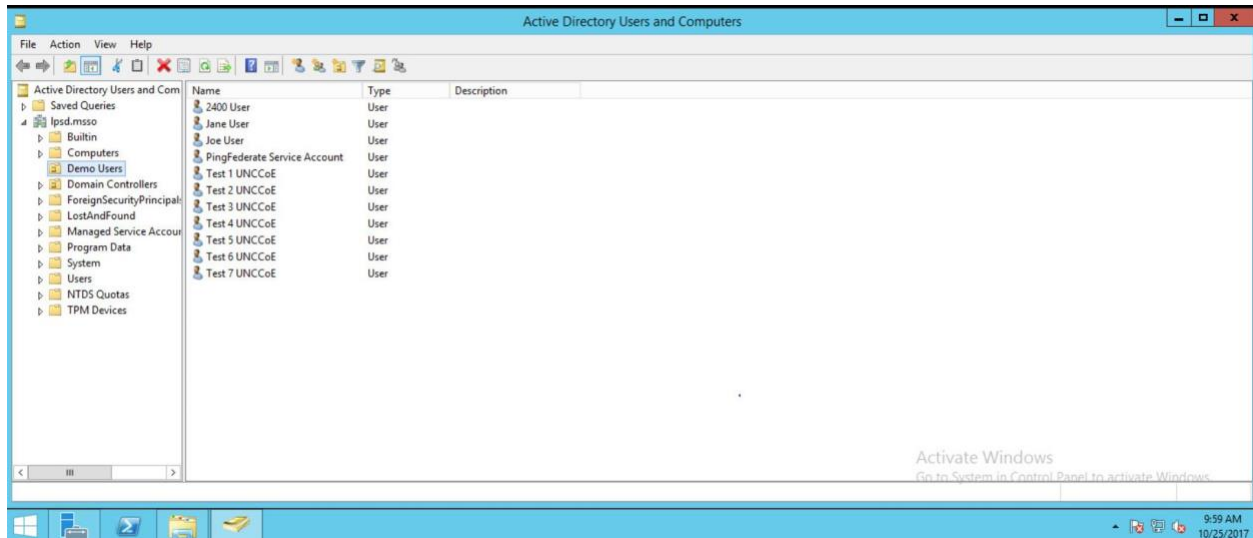 Active Directory Users and Computers
File Action View Help
Active Directory Users and Com
Saved Queries
lpsd.msso
Builtin
Computers
Demo Users
Domain Controllers
ForeignSecurityPrincipals
LostAndFound
Managed Service Accour
Program Data
System
Users
NTDS Quotas
TPM Devices
Name Type Description
2400 User User
Jane User User
Joe User User
PingFederate Service Account User
Test 1 UNCCoE User
Test 2 UNCCoE User
Test 3 UNCCoE User
Test 4 UNCCoE User
Test 5 UNCCoE User
Test 6 UNCCoE User
Test 7 UNCCoE User
Activate Windows
Go to System in Control Panel to activate Windows.
9:59 AM
10/25/2017